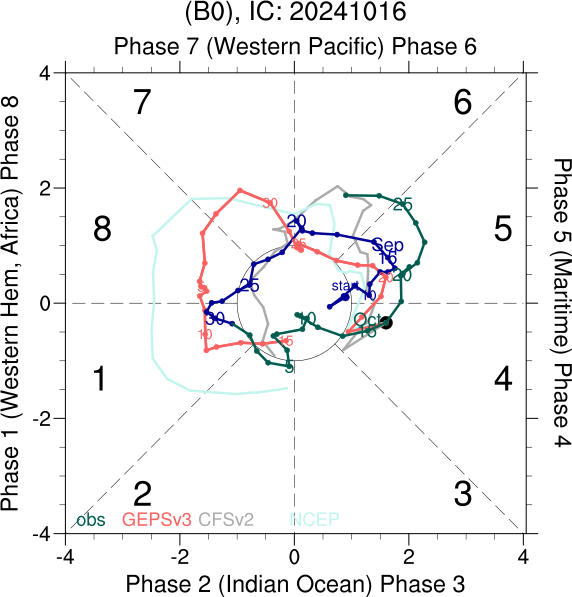 (B0), IC: 20241016
Phase 7 (Western Pacific) Phase 6
4
7
6
30
25
20
Sep
15
8
5
2
25
20
start
10
0
30
Oct
15
10
10
15
5
1
4
-2
2
3
obs GEPSv3 CFSv2 NCEP
-4
-4 -2 0 2 4
Phase 2 (Indian Ocean) Phase 3
Phase 1 (Western Hem, Africa) Phase 8
Phase 5 (Maritime) Phase 4